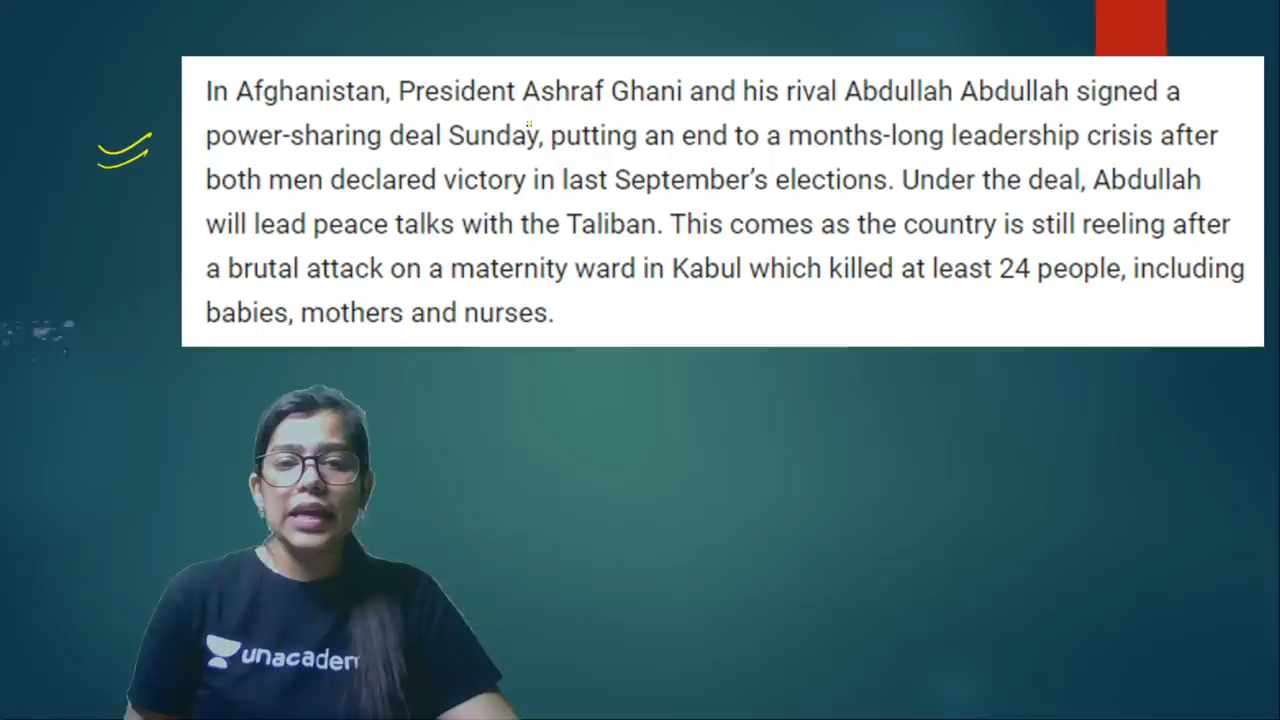 In Afghanistan, President Ashraf Ghani and his rival Abdullah Abdullah signed a
power-sharing deal Sunday, putting an end to a months-long leadership crisis after
both men declared victory in last September’s elections. Under the deal, Abdullah
will lead peace talks with the Taliban. This comes as the country is still reeling after
a brutal attack on a maternity ward in Kabul which killed at least 24 people, including
babies, mothers and nurses.
unacadem